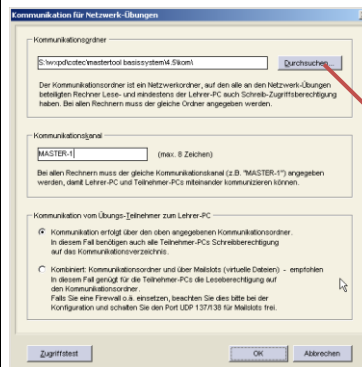 Kommunikation für Netzwerk-Übungen
Kommunikationsordner
S:\wxpd\cotec\mastertool basissystem\4.5\kom\
Durchsuchen...
Der Kommunikationsordner ist ein Netzwerkordner, auf den alle an den Netzwerk-Übungen
beteiligten Rechner Lese- und mindestens der Lehrer-PC auch Schreib-Zugriffsberechtigung
haben. Bei allen Rechnern muss der gleiche Ordner angegeben werden.
Kommunikationskanal
MASTER-1
(max. 8 Zeichen)
Bei allen Rechnern muss der gleiche Kommunikationskanal (z.B. "MASTER-1") angegeben
werden, damit Lehrer-PC und Teilnehmer-PCs miteinander kommunizieren können.
Kommunikation vom Übungs-Teilnehmer zum Lehrer-PC
Kommunikation erfolgt über den oben angegebenen Kommunikationsordner.
In diesem Fall benötigen auch alle Teilnehmer-PCs Schreibberechtigung
auf das Kommunikationsverzeichnis.
Kombiniert: Kommunikationsordner und über Mailslots (virtuelle Dateien) - empfohlen
In diesem Fall genügt für die Teilnehmer-PCs die Leseberechtigung auf
den Kommunikationsordner.
Falls Sie eine Firewall o.ä. einsetzen, beachten Sie dies bitte bei der
Konfiguration und schalten Sie den Port UDP 137/138 für Mailslots frei.
Zugriffstest
OK
Abbrechen